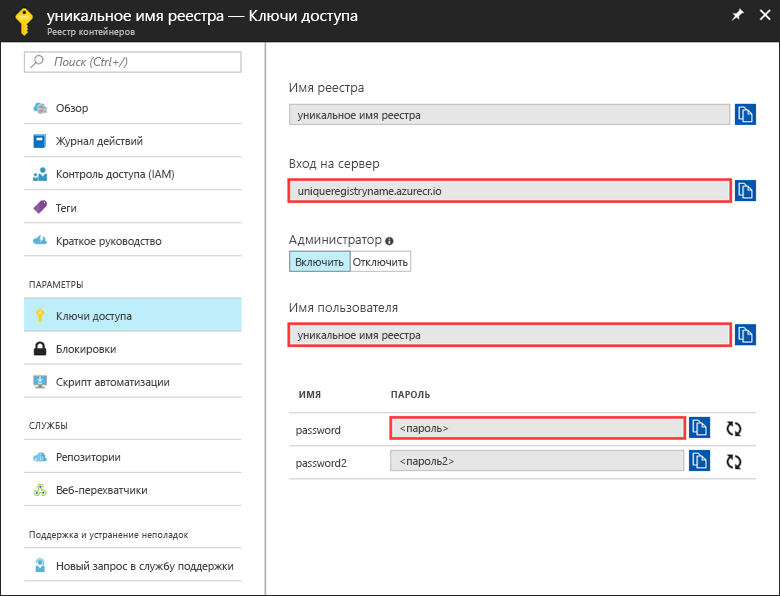 уникальное имя реестра — Ключи доступа
Реестр контейнеров
Поиск (Ctrl+/)
Обзор
Журнал действий
Контроль доступа (IAM)
Теги
Краткое руководство
ПАРАМЕТРЫ
Ключи доступа
Блокировки
Скрипт автоматизации
СЛУЖБЫ
Репозитории
Веб-перехватчики
Поддержка и устранение неполадок
Новый запрос в службу поддержки
Имя реестра
уникальное имя реестра
Вход на сервер
uniqueregistryname.azurecr.io
Администратор
Включить Отключить
Имя пользователя
уникальное имя реестра
ИМЯ ПАРОЛЬ
password <пароль>
password2 <пароль2>